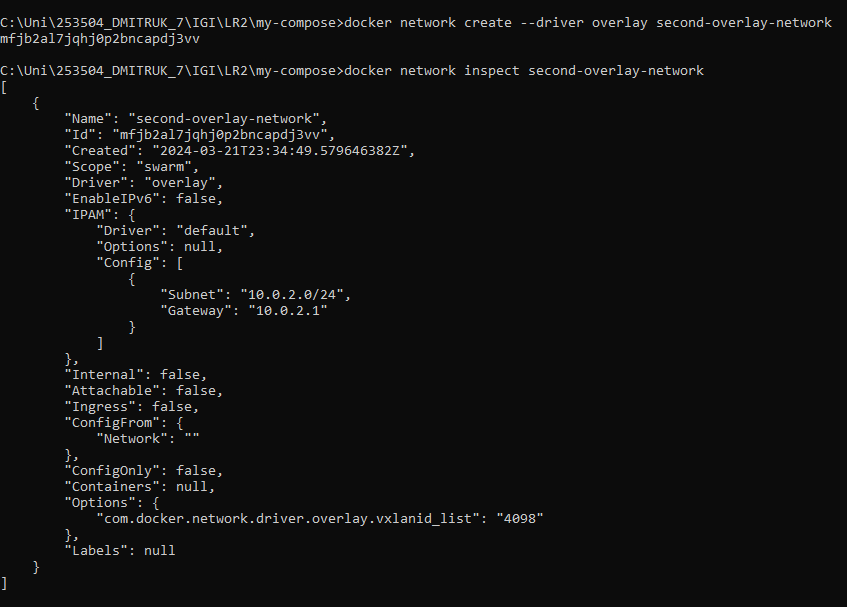 C:\Uni\253504_DMITRUK_7\IGI\LR2\my-compose>docker network create --driver overlay second-overlay-network
mfjb2al7jqhj0p2bncapdj3vv

C:\Uni\253504_DMITRUK_7\IGI\LR2\my-compose>docker network inspect second-overlay-network
[
    {
        "Name": "second-overlay-network",
        "Id": "mfjb2al7jqhj0p2bncapdj3vv",
        "Created": "2024-03-21T23:34:49.579646382Z",
        "Scope": "swarm",
        "Driver": "overlay",
        "EnableIPv6": false,
        "IPAM": {
            "Driver": "default",
            "Options": null,
            "Config": [
                {
                    "Subnet": "10.0.2.0/24",
                    "Gateway": "10.0.2.1"
                }
            ]
        },
        "Internal": false,
        "Attachable": false,
        "Ingress": false,
        "ConfigFrom": {
            "Network": ""
        },
        "ConfigOnly": false,
        "Containers": null,
        "Options": {
            "com.docker.network.driver.overlay.vxlanid_list": "4098"
        },
        "Labels": null
    }
]